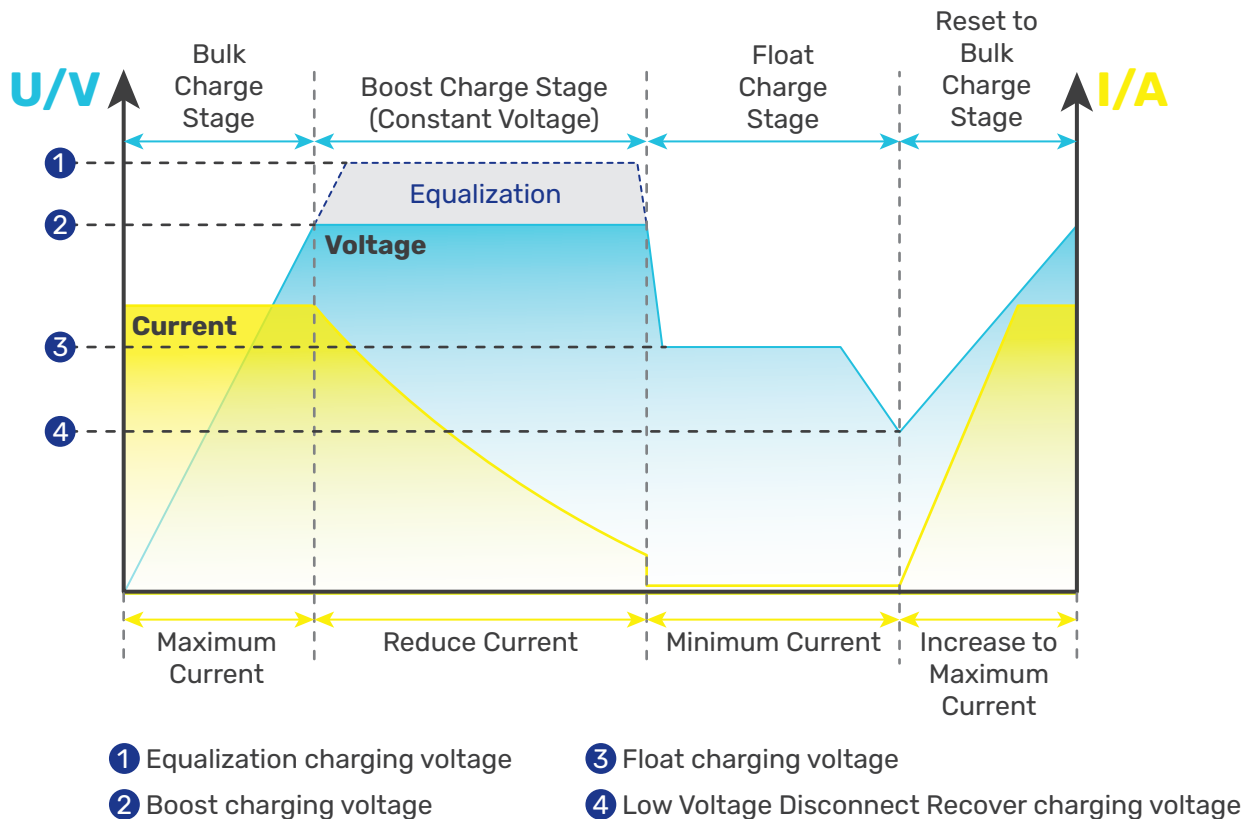 U/V
Bulk
Charge
Stage
Boost Charge Stage
(Constant Voltage)
Float
Charge
Stage
Reset to
Bulk
Charge
Stage
I/A
1
Equalization
2
Voltage
Current
3
4
Maximum
Current
Reduce Current
Minimum Current
Increase to
Maximum
Current
1 Equalization charging voltage
2 Boost charging voltage
3 Float charging voltage
4 Low Voltage Disconnect Recover charging voltage